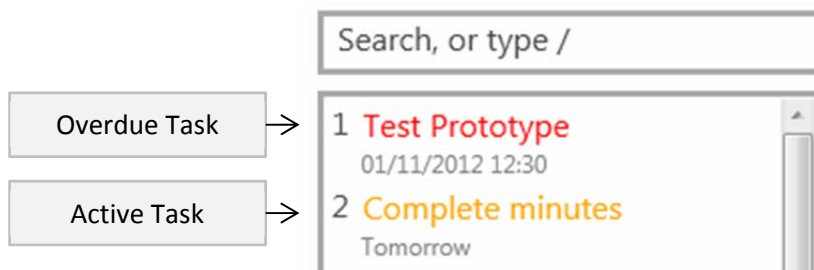 Search, or type /
Overdue Task
1 Test Prototype
01/11/2012 12:30
Active Task
2 Complete minutes
Tomorrow